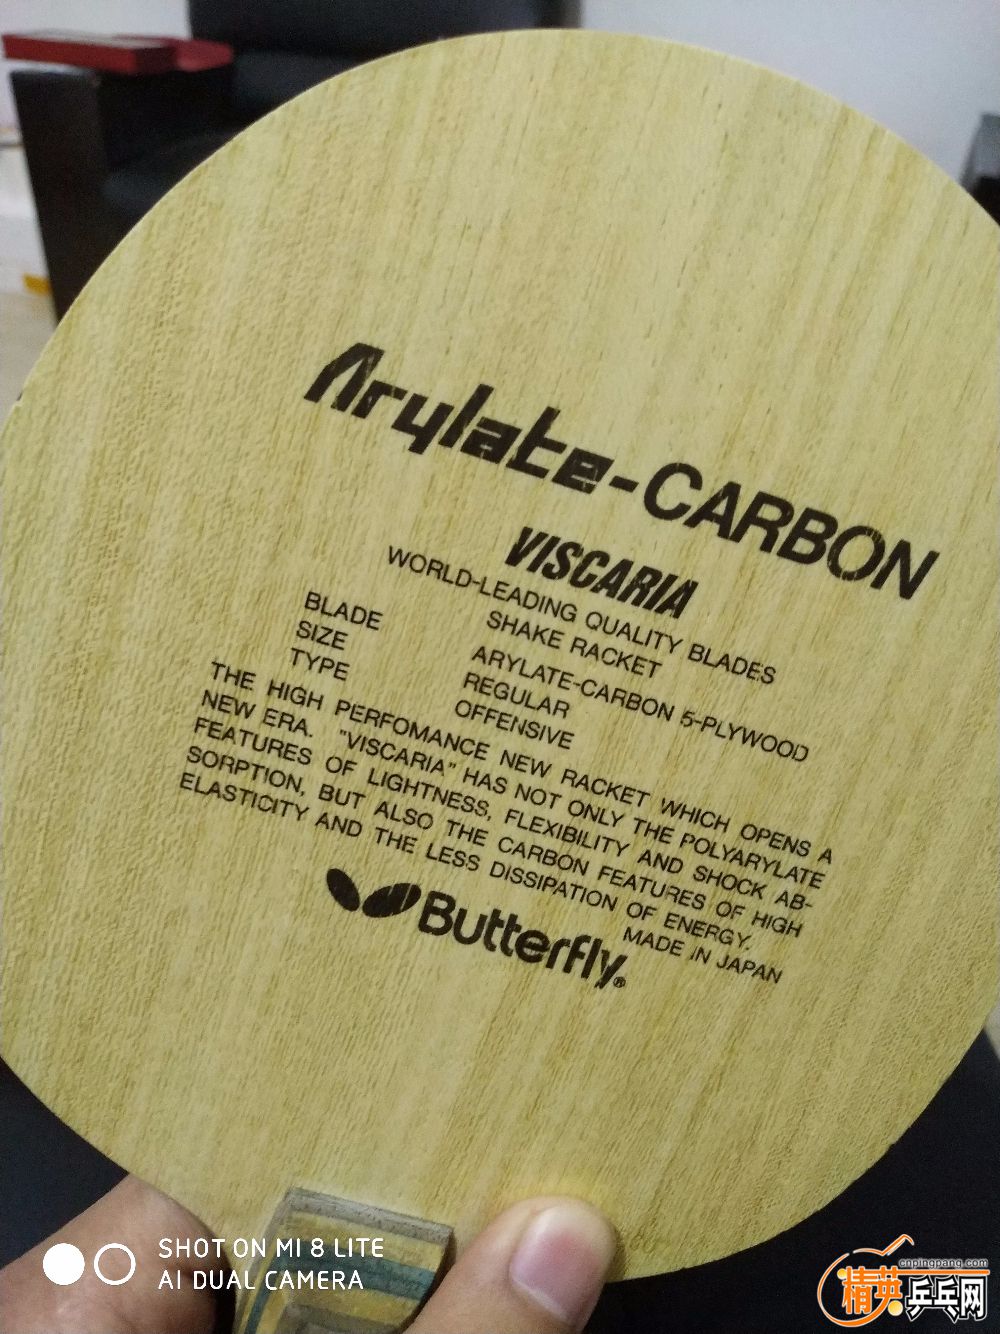 Arylate-CARBON
VISCARIA
WORLD-LEADING QUALITY BLADES
SHAKE RACKET
BLADE ARYLATE-CARBON 5-PLYWOOD
SIZE REGULAR
TYPE OFFENSIVE
THE HIGH PERFOMANCE NEW RACKET WHICH OPENS A
NEW ERA. "VISCARIA" HAS NOT ONLY THE POLYARYLATE
FEATURES OF LIGHTNESS, FLEXIBILITY AND SHOCK AB-
SORPTION, BUT ALSO THE CARBON FEATURES OF HIGH
ELASTICITY AND THE LESS DISSIPATION OF ENERGY.
MADE IN JAPAN
Butterfly®
SHOT ON MI 8 LITE
AI DUAL CAMERA
cnpingpang.com
精英乒乓网